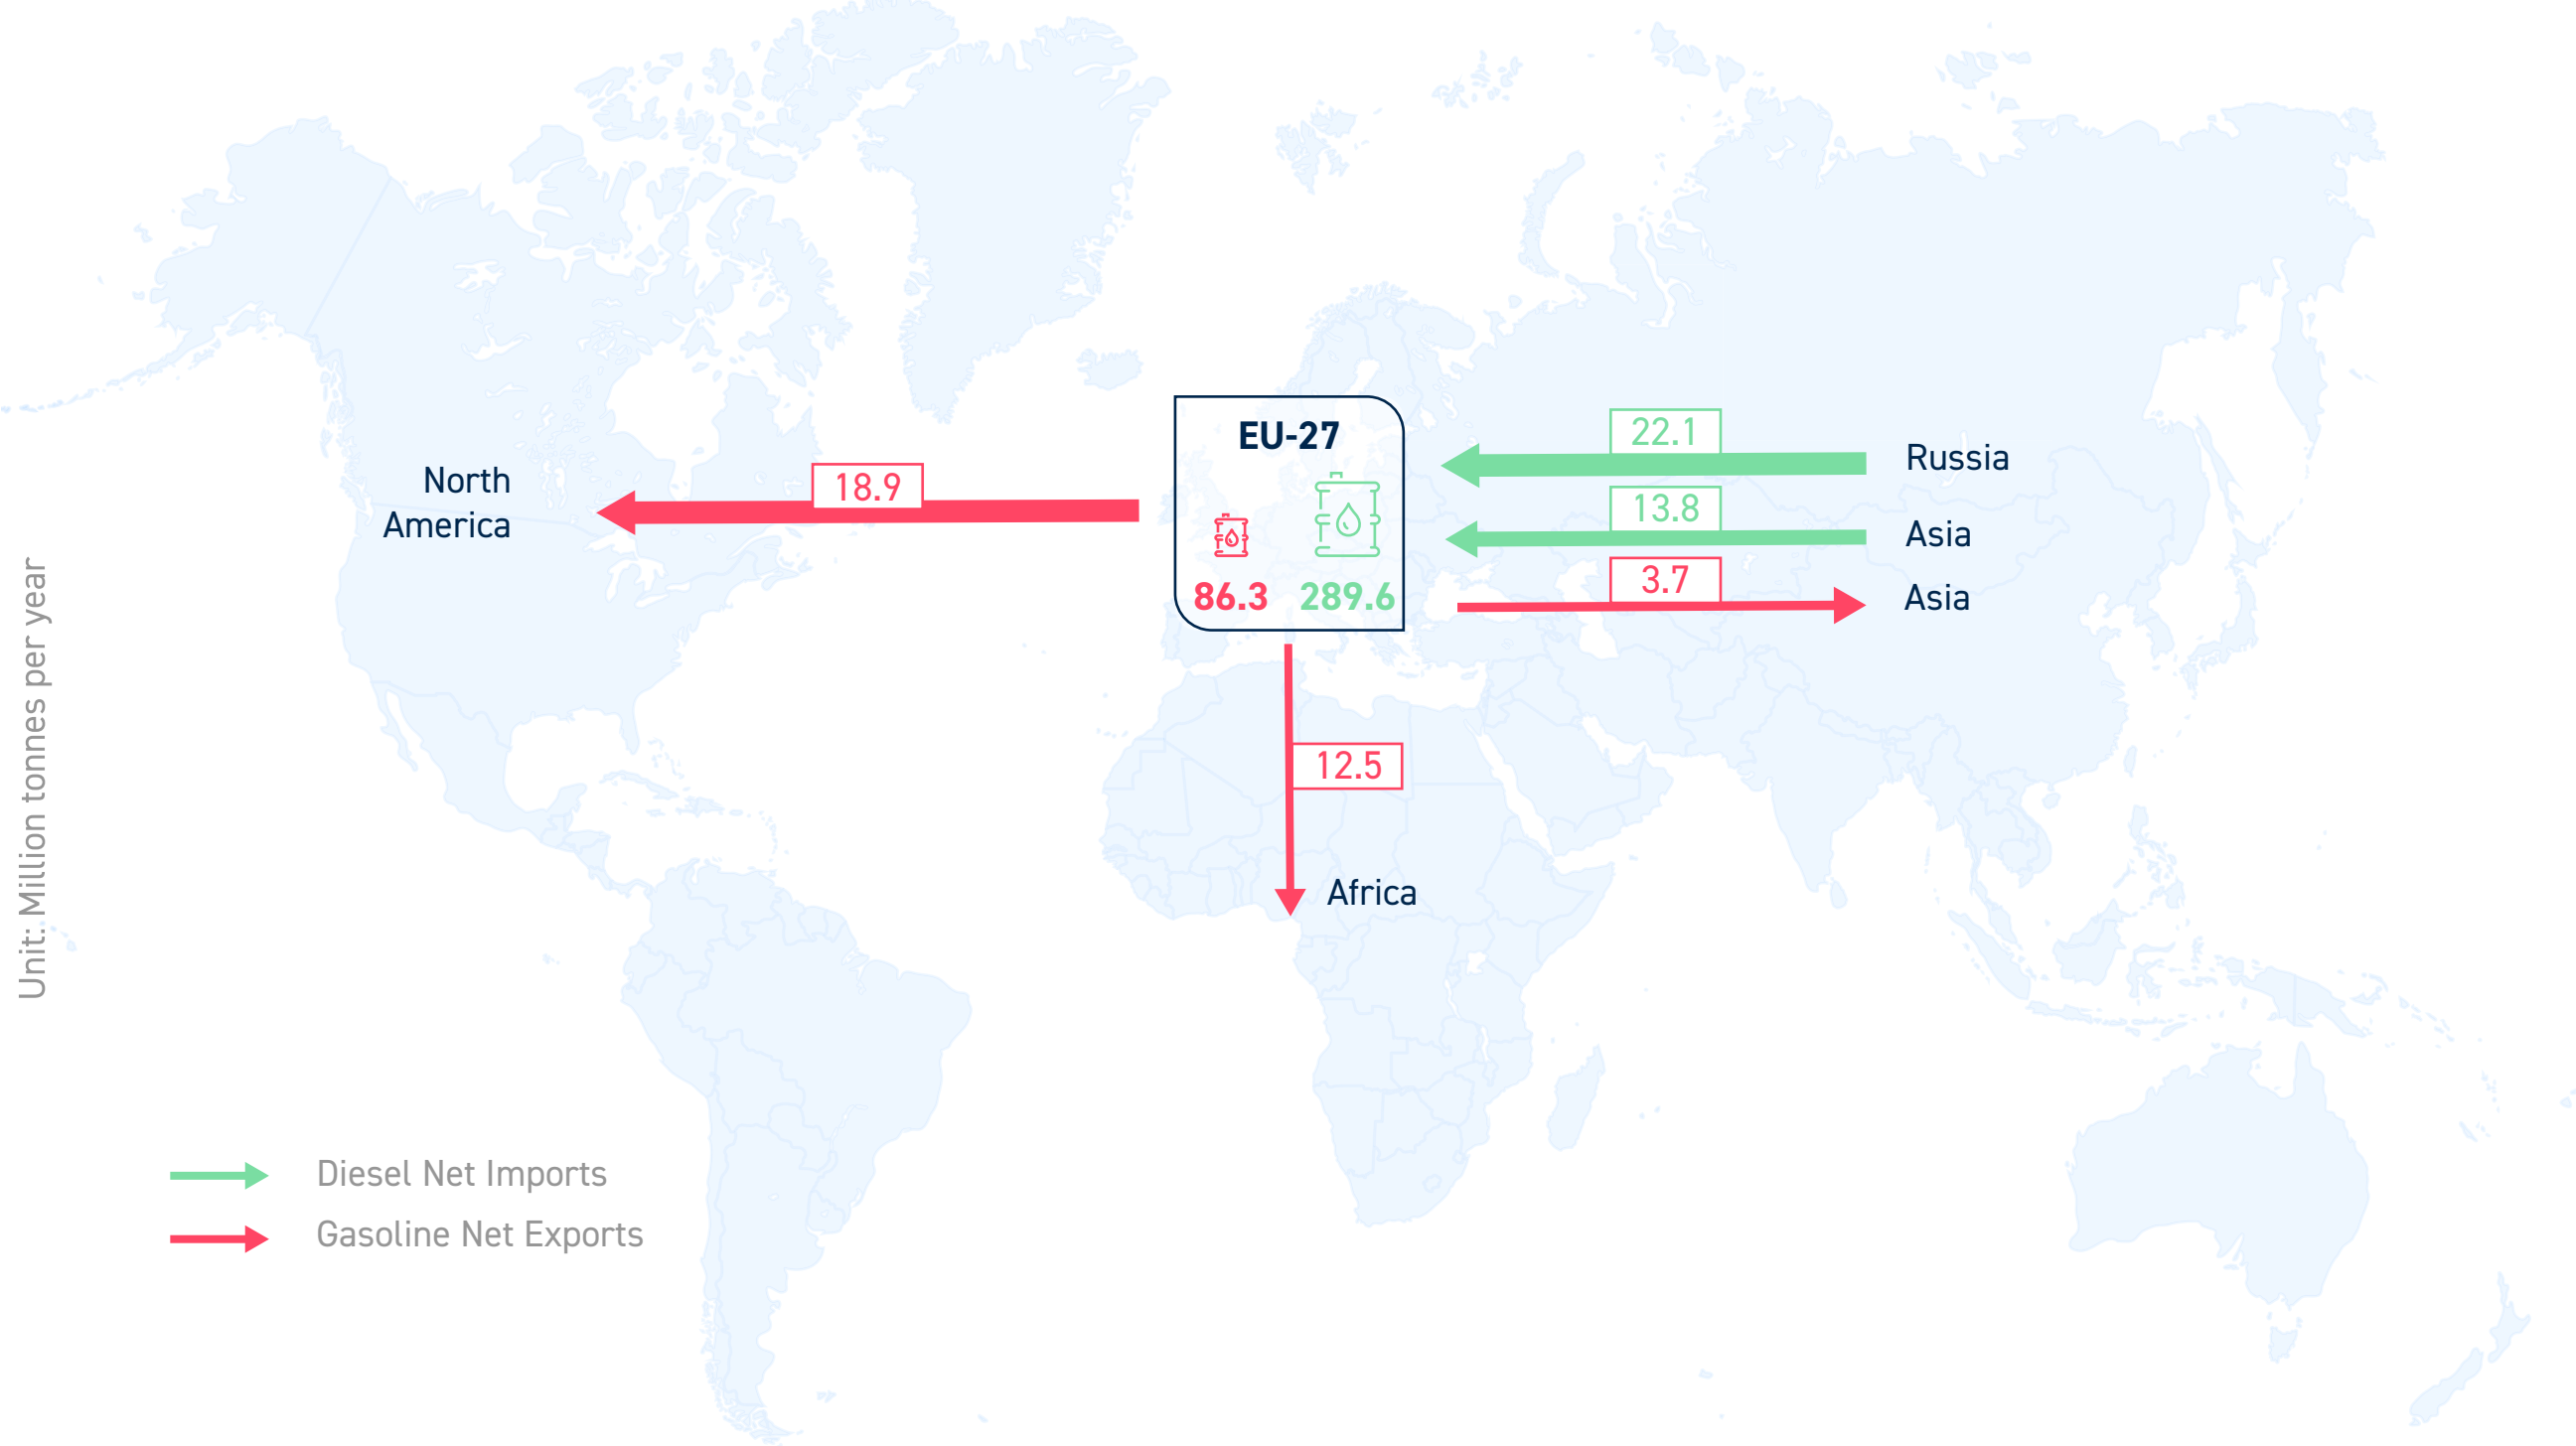 EU-27
22.1
Russia
North
America
18.9
13.8
Asia
3.7
Asia
86.3 289.6
12.5
Africa
Unit: Million tonnes per year
Diesel Net Imports
Gasoline Net Exports